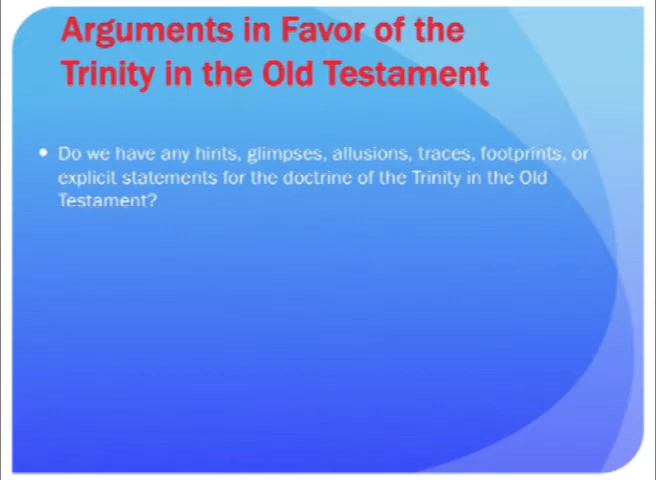 Arguments in Favor of the
Trinity in the Old Testament
• Do we have any hints, glimpses, allusions, traces, footprints, or
explicit statements for the doctrine of the Trinity in the Old
Testament?